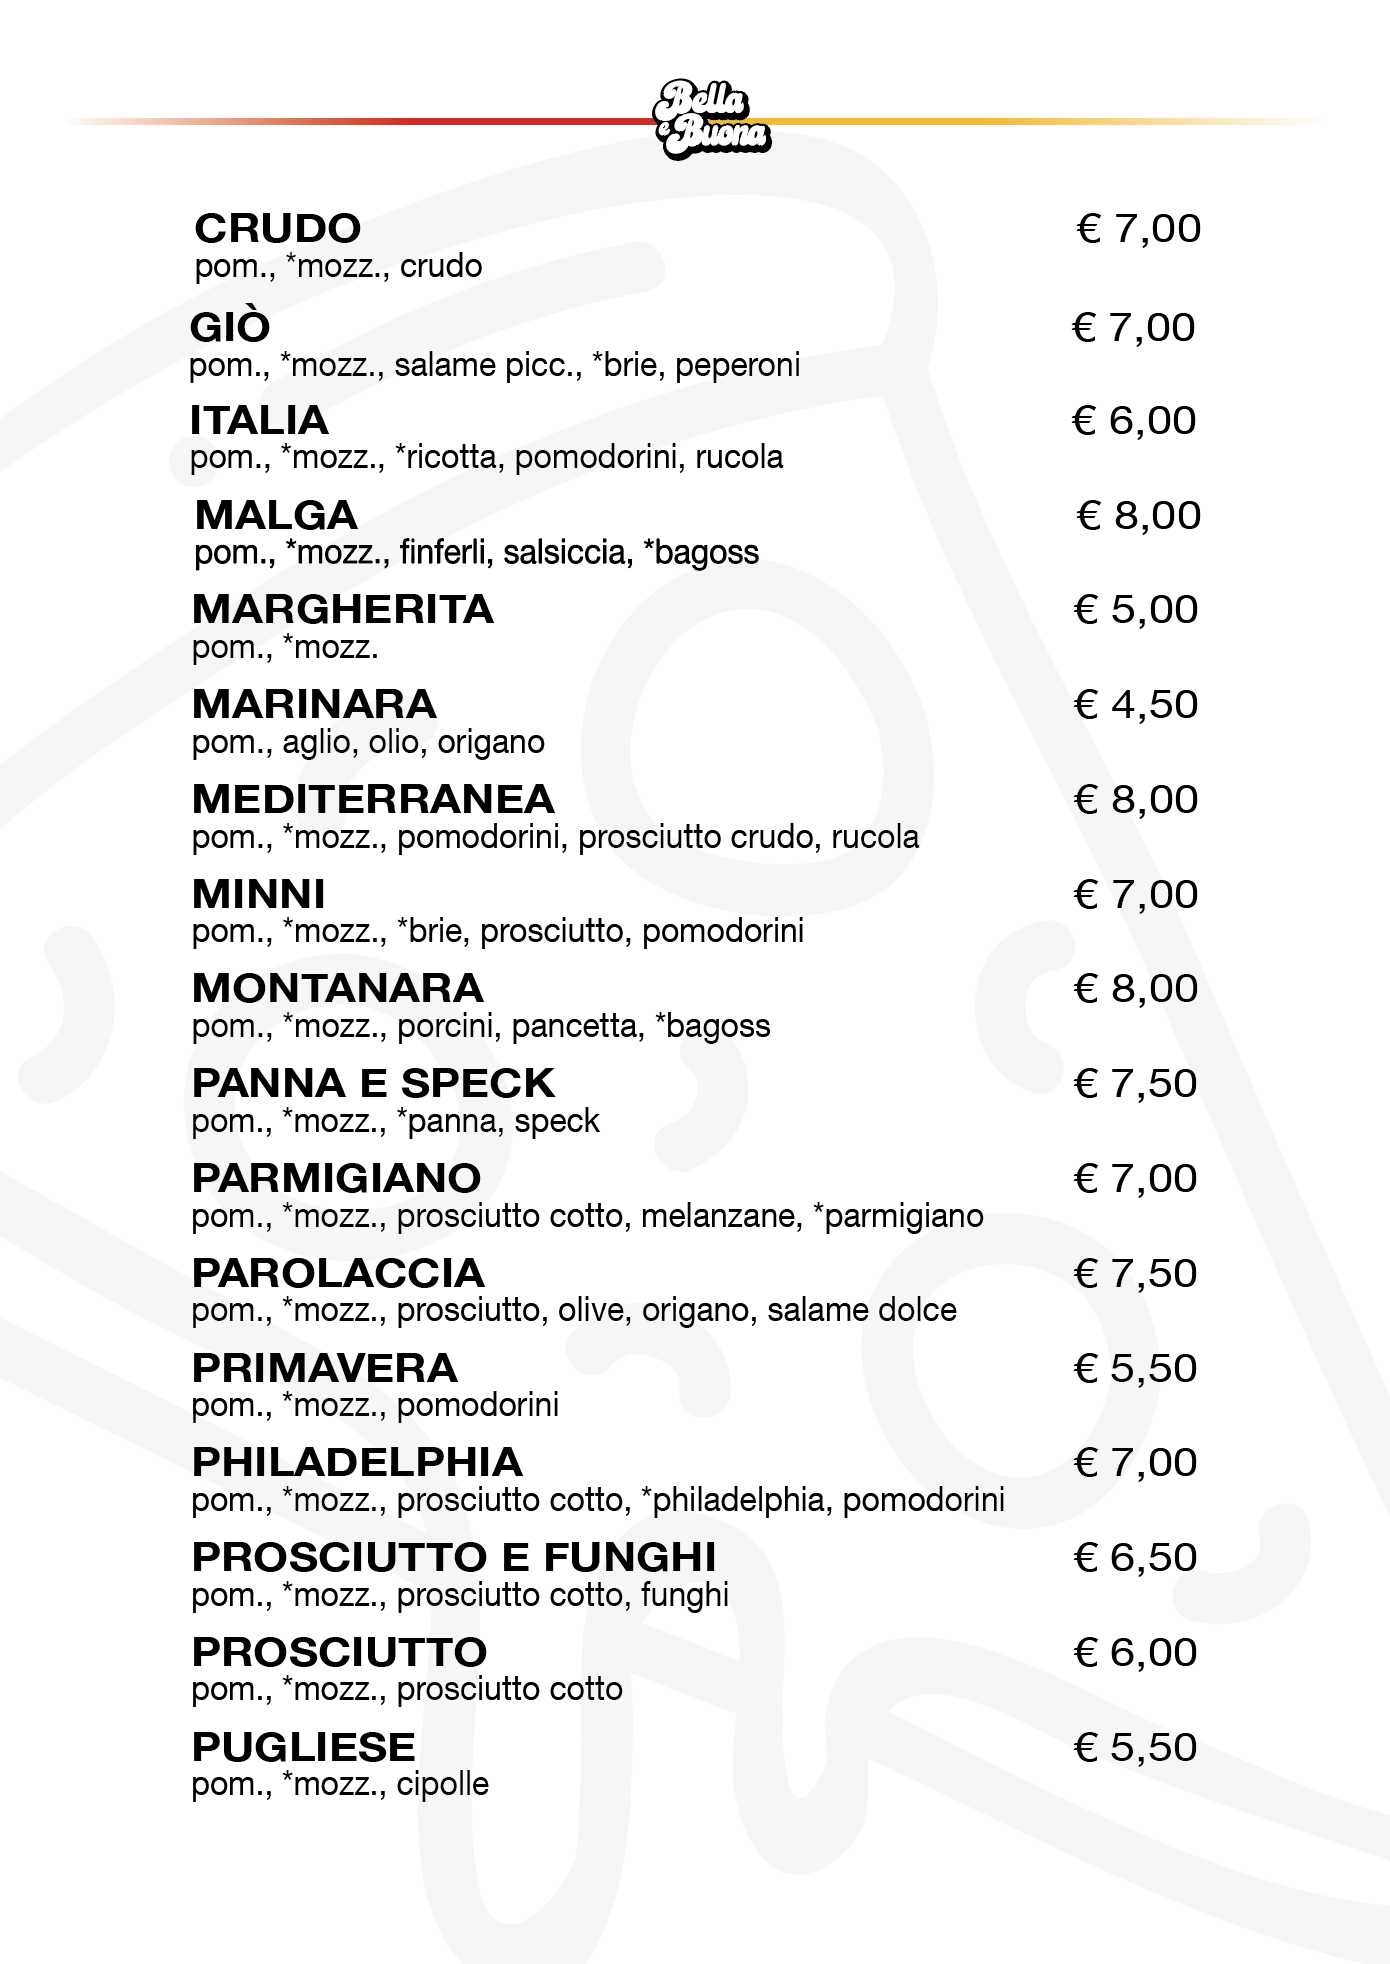 Bella
e Buona
CRUDO € 7,00
pom., *mozz., crudo
GIÒ € 7,00
pom., *mozz., salame picc., *brie, peperoni
ITALIA € 6,00
pom., *mozz., *ricotta, pomodorini, rucola
MALGA € 8,00
pom., *mozz., finferli, salsiccia, *bagoss
MARGHERITA € 5,00
pom., *mozz.
MARINARA € 4,50
pom., aglio, olio, origano
MEDITERRANEA € 8,00
pom., *mozz., pomodorini, prosciutto crudo, rucola
MINNI € 7,00
pom., *mozz., *brie, prosciutto, pomodorini
MONTANARA € 8,00
pom., *mozz., porcini, pancetta, *bagoss
PANNA E SPECK € 7,50
pom., *mozz., *panna, speck
PARMIGIANO € 7,00
pom., *mozz., prosciutto cotto, melanzane, *parmigiano
PAROLACCIA € 7,50
pom., *mozz., prosciutto, olive, origano, salame dolce
PRIMAVERA € 5,50
pom., *mozz., pomodorini
PHILADELPHIA € 7,00
pom., *mozz., prosciutto cotto, *philadelphia, pomodorini
PROSCIUTTO E FUNGHI € 6,50
pom., *mozz., prosciutto cotto, funghi
PROSCIUTTO € 6,00
pom., *mozz., prosciutto cotto
PUGLIESE € 5,50
pom., *mozz., cipolle